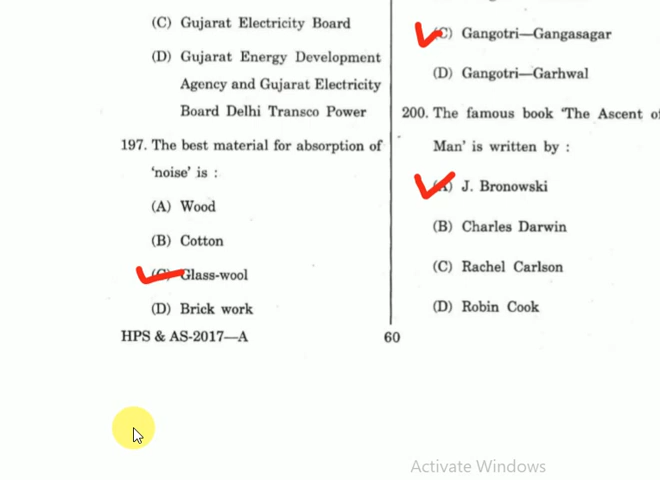 (C) Gujarat Electricity Board
(D) Gujarat Energy Development
Agency and Gujarat Electricity
Board Delhi Transco Power
197. The best material for absorption of
'noise' is :
(A) Wood
(B) Cotton
(C) Glass-wool
(D) Brick work
HPS & AS-2017—A
60
(C) Gangotri—Gangasagar
(D) Gangotri—Garhwal
200. The famous book 'The Ascent of
Man' is written by :
(A) J. Bronowski
(B) Charles Darwin
(C) Rachel Carlson
(D) Robin Cook
Activate Windows